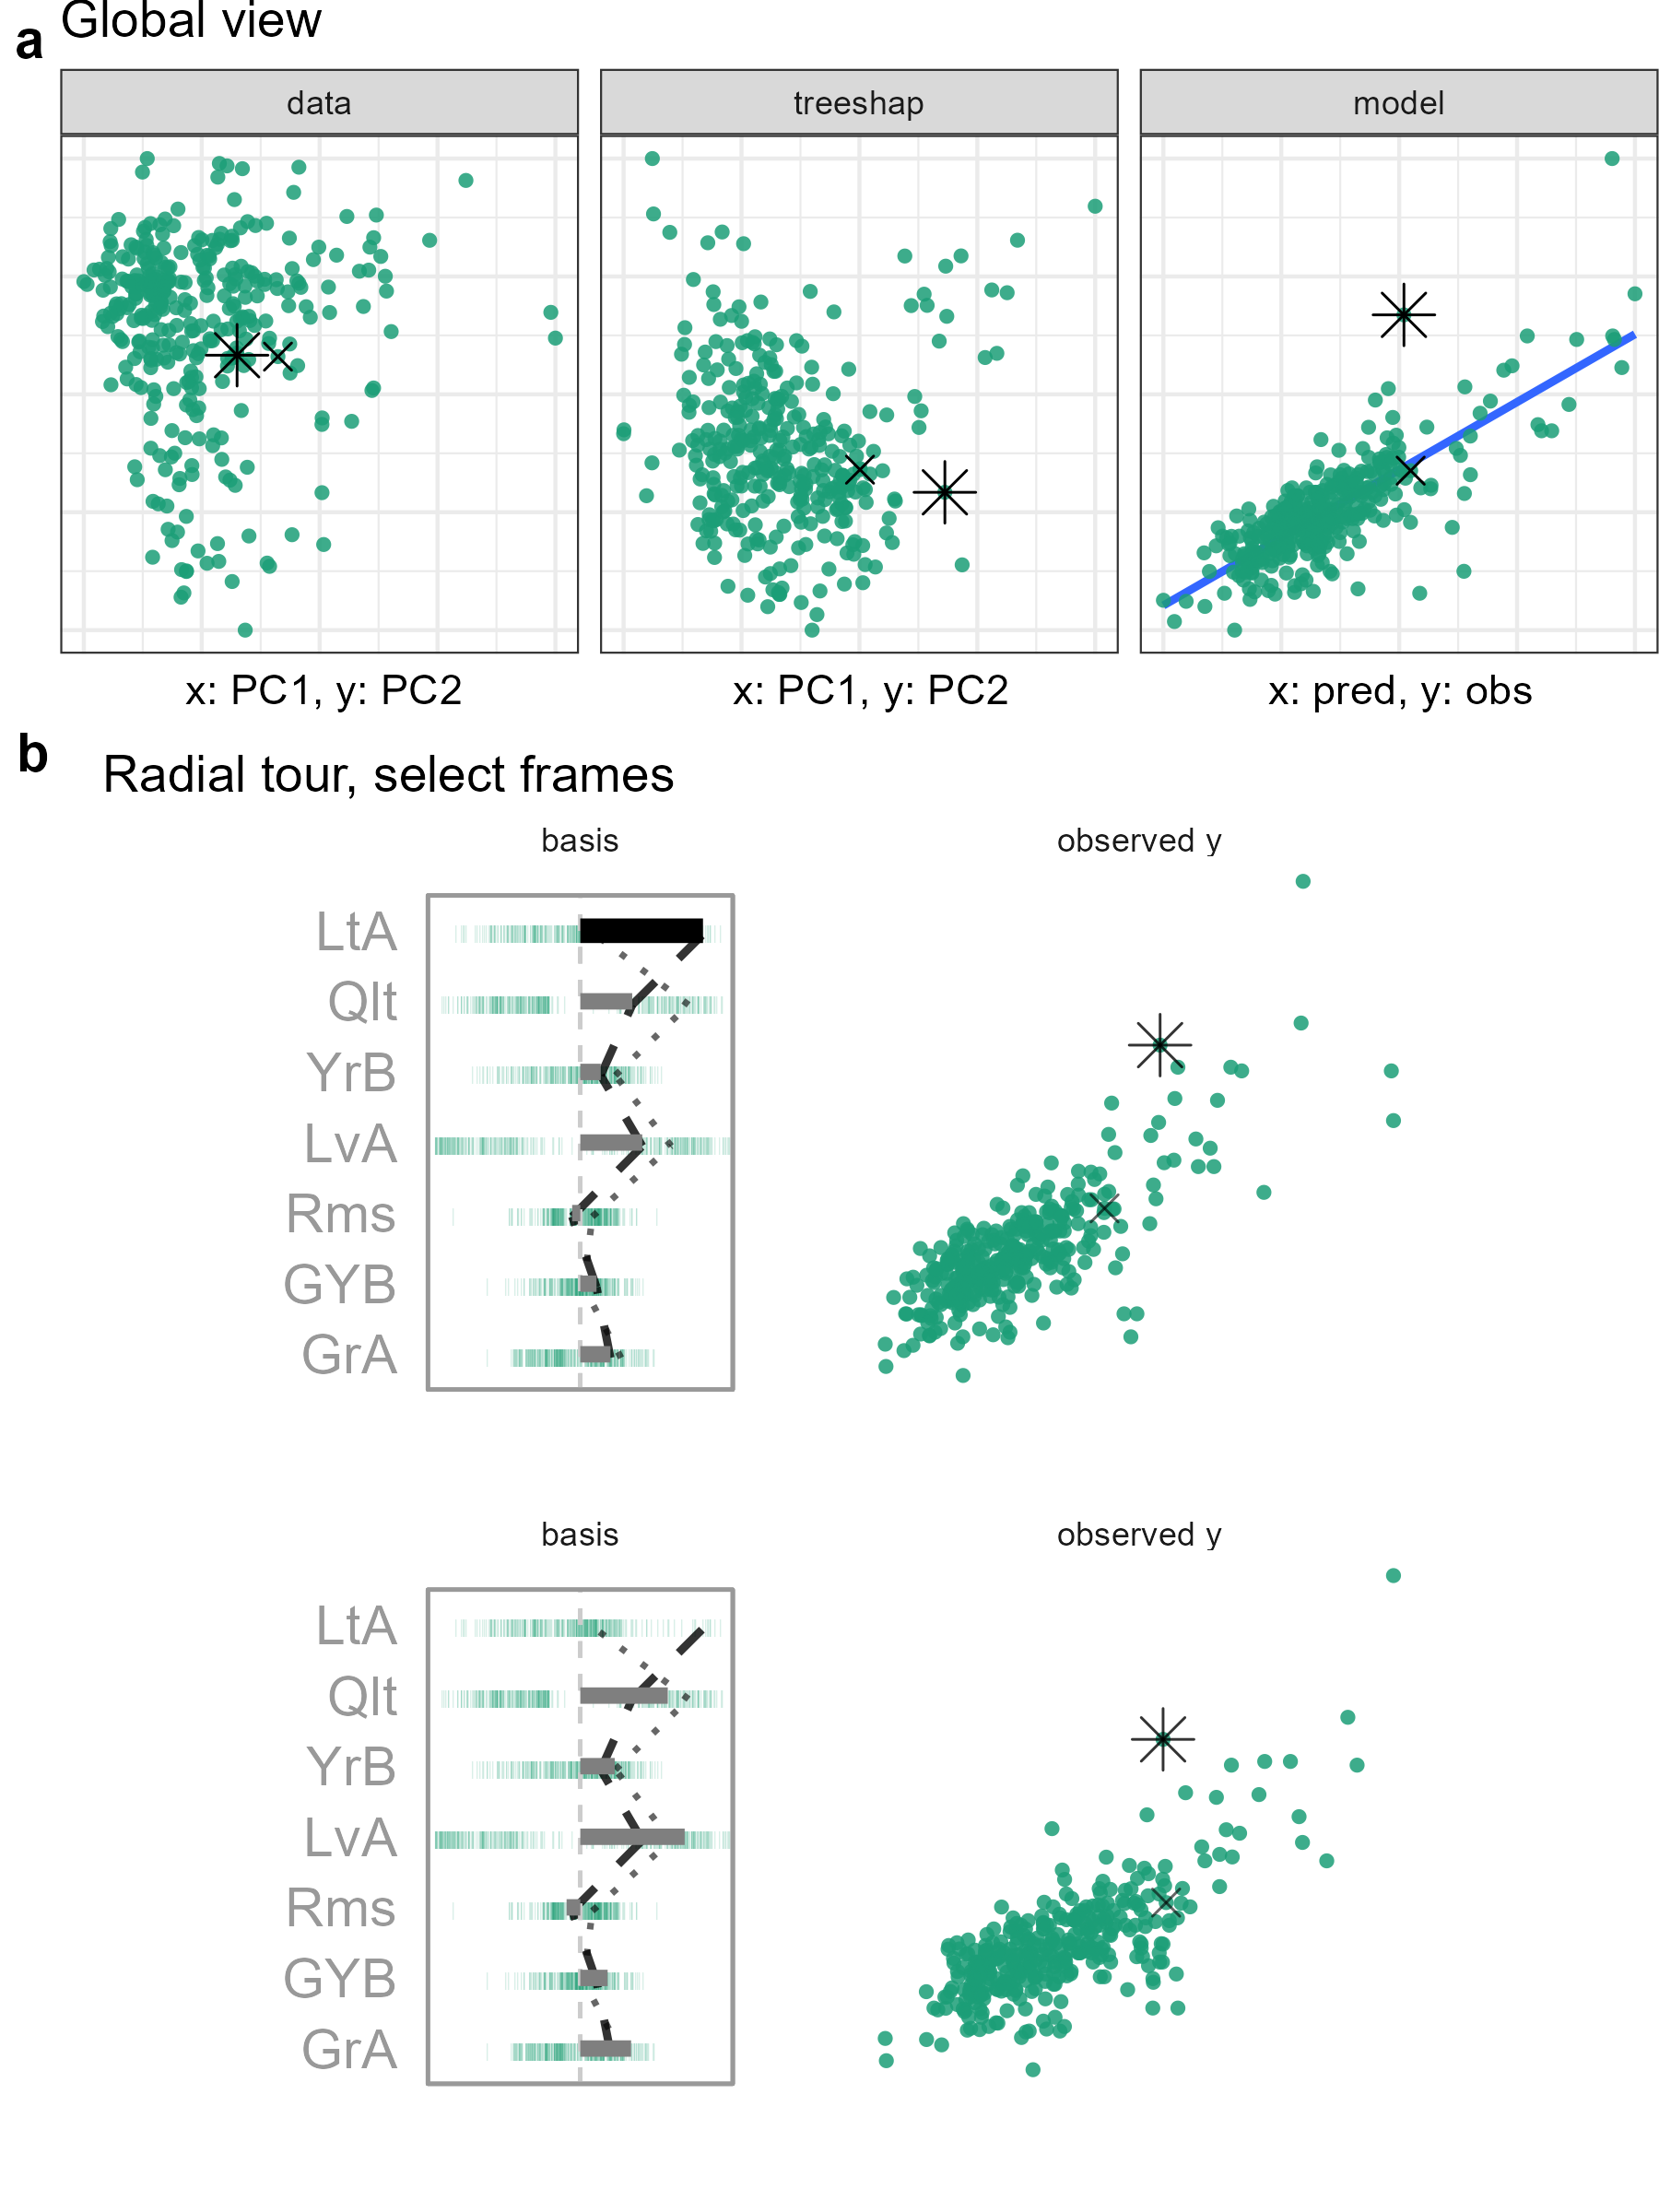 a Global view
data treeshap model
x: PC1, y: PC2 x: PC1, y: PC2 x: pred, y: obs
b Radial tour, select frames
basis observed y
LtA
Qlt
YrB
LvA
Rms
GYB
GrA
basis observed y
LtA
Qlt
YrB
LvA
Rms
GYB
GrA